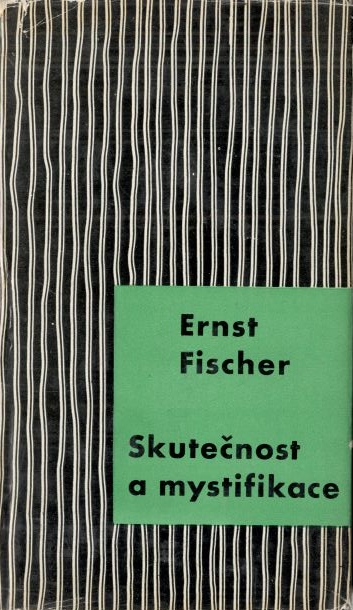 Ernst
Fischer
Skutečnost
a mystifikace